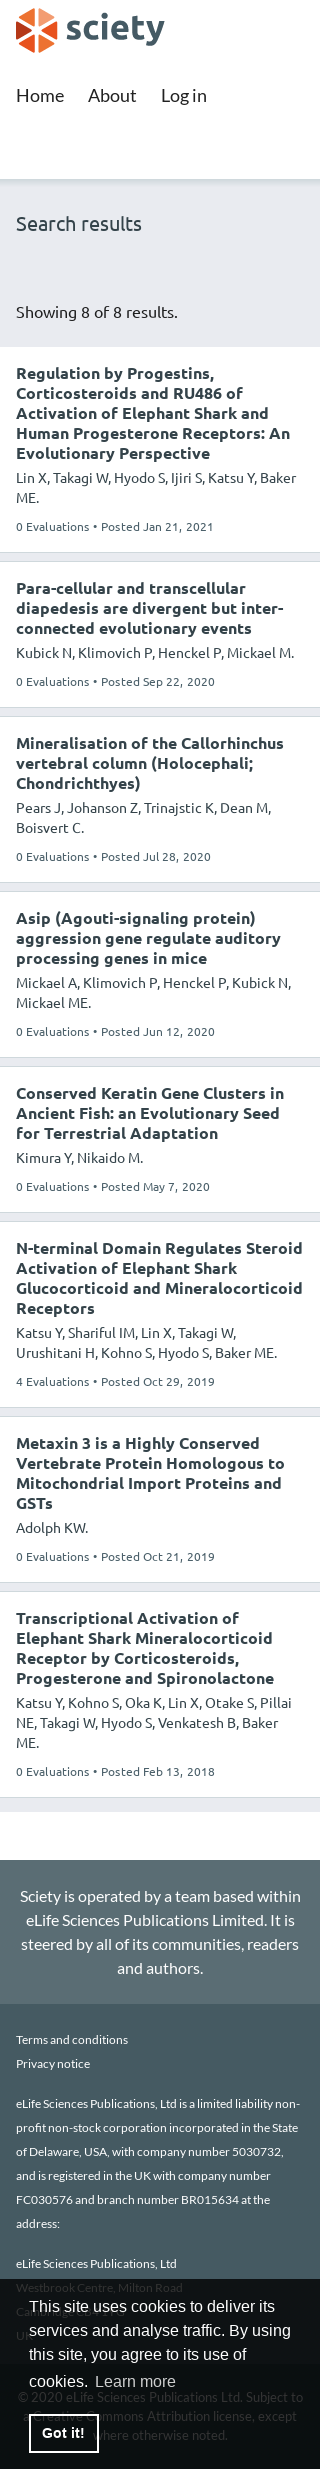 sciety
Home About Log in
Search results
Showing 8 of 8 results.
Regulation by Progestins,
Corticosteroids and RU486 of
Activation of Elephant Shark and
Human Progesterone Receptors: An
Evolutionary Perspective
Lin X, Takagi W, Hyodo S, Ijiri S, Katsu Y, Baker
ME.
0 Evaluations • Posted Jan 21, 2021
Para-cellular and transcellular
diapedesis are divergent but inter-
connected evolutionary events
Kubick N, Klimovich P, Henckel P, Mickael M.
0 Evaluations • Posted Sep 22, 2020
Mineralisation of the Callorhinchus
vertebral column (Holocephali;
Chondrichthyes)
Pears J, Johanson Z, Trinajstic K, Dean M,
Boisvert C.
0 Evaluations • Posted Jul 28, 2020
Asip (Agouti-signaling protein)
aggression gene regulate auditory
processing genes in mice
Mickael A, Klimovich P, Henckel P, Kubick N,
Mickael ME.
0 Evaluations • Posted Jun 12, 2020
Conserved Keratin Gene Clusters in
Ancient Fish: an Evolutionary Seed
for Terrestrial Adaptation
Kimura Y, Nikaido M.
0 Evaluations • Posted May 7, 2020
N-terminal Domain Regulates Steroid
Activation of Elephant Shark
Glucocorticoid and Mineralocorticoid
Receptors
Katsu Y, Shariful IM, Lin X, Takagi W,
Urushitani H, Kohno S, Hyodo S, Baker ME.
4 Evaluations • Posted Oct 29, 2019
Metaxin 3 is a Highly Conserved
Vertebrate Protein Homologous to
Mitochondrial Import Proteins and
GSTs
Adolph KW.
0 Evaluations • Posted Oct 21, 2019
Transcriptional Activation of
Elephant Shark Mineralocorticoid
Receptor by Corticosteroids,
Progesterone and Spironolactone
Katsu Y, Kohno S, Oka K, Lin X, Otake S, Pillai
NE, Takagi W, Hyodo S, Venkatesh B, Baker
ME.
0 Evaluations • Posted Feb 13, 2018
Sciety is operated by a team based within
eLife Sciences Publications Limited. It is
steered by all of its communities, readers
and authors.
Terms and conditions
Privacy notice
eLife Sciences Publications, Ltd is a limited liability non-
profit non-stock corporation incorporated in the State
of Delaware, USA, with company number 5030732,
and is registered in the UK with company number
FC030576 and branch number BR015634 at the
address:
eLife Sciences Publications, Ltd
Westbrook Centre, Milton Road
This site uses cookies to deliver its
services and analyse traffic. By using
this site, you agree to its use of
cookies. Learn more
© 2020 eLife Sciences Publications Ltd. Subject to
a Creative Commons Attribution license, except
Got it!
where otherwise noted.